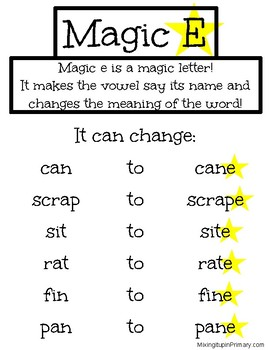 Magic E
Magic e is a magic letter!
It makes the vowel say its name and
changes the meaning of the word!
It can change:
can to cane
scrap to scrape
sit to site
rat to rate
fin to fine
pan to pane
MixingitupinPrimary.com